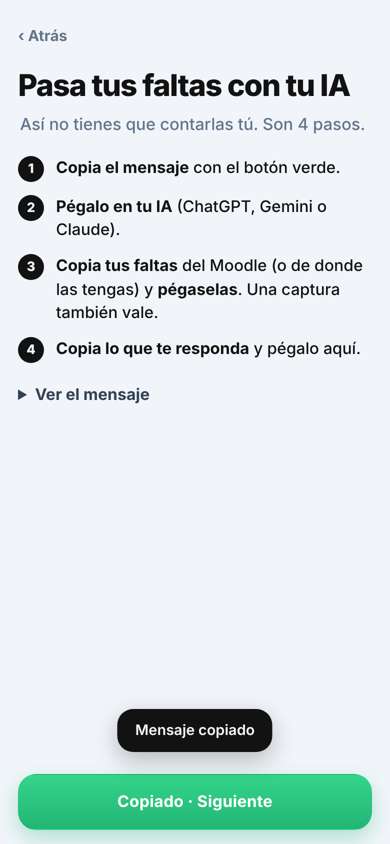 ‹ Atrás
Pasa tus faltas con tu IA
Así no tienes que contarlas tú. Son 4 pasos.
1 Copia el mensaje con el botón verde.
2 Pégalo en tu IA (ChatGPT, Gemini o
Claude).
3 Copia tus faltas del Moodle (o de donde
las tengas) y pégaselas. Una captura
también vale.
4 Copia lo que te responda y pégalo aquí.
▶ Ver el mensaje
Mensaje copiado
Copiado · Siguiente